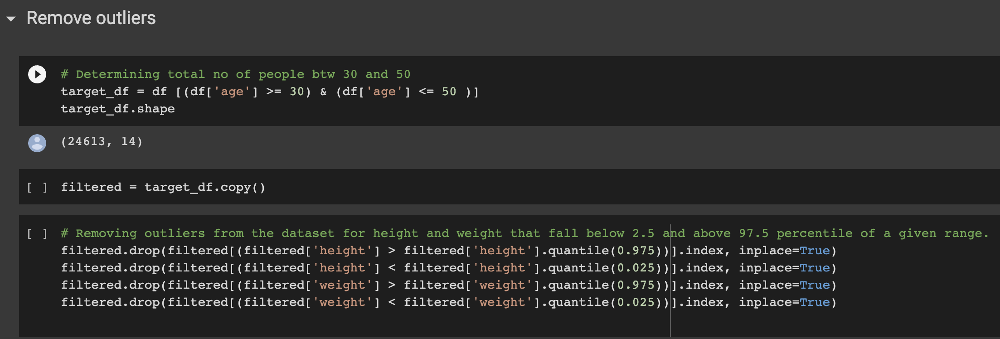 Remove outliers
# Determining total no of people btw 30 and 50
target_df = df [(df['age'] >= 30) & (df['age'] <= 50 )]
target_df.shape
(24613, 14)
[ ] filtered = target_df.copy()
[ ] # Removing outliers from the dataset for height and weight that fall below 2.5 and above 97.5 percentile of a given range.
filtered.drop(filtered[(filtered['height'] > filtered['height'].quantile(0.975))].index, inplace=True)
filtered.drop(filtered[(filtered['height'] < filtered['height'].quantile(0.025))].index, inplace=True)
filtered.drop(filtered[(filtered['weight'] > filtered['weight'].quantile(0.975))].index, inplace=True)
filtered.drop(filtered[(filtered['weight'] < filtered['weight'].quantile(0.025))].index, inplace=True)